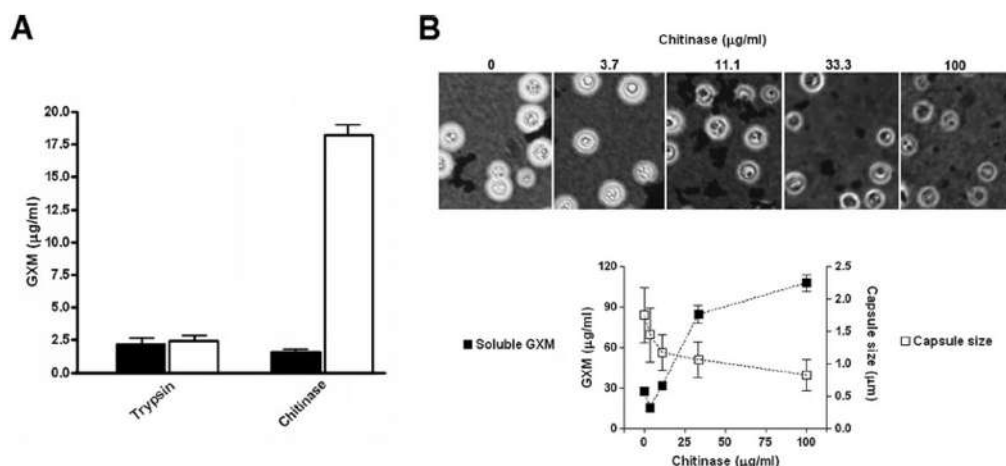 A
20.0
17.5
15.0
12.5
10.0
7.5
5.0
2.5
0.0
GXM (µg/ml)
Trypsin
Chitinase
B
Chitinase (µg/ml)
0 3.7 11.1 33.3 100
120
90
60
30
0
GXM (µg/ml)
2.5
2.0
1.5
1.0
0.5
0.0
Capsule size
(µm)
Soluble GXM
Capsule size
0 25 50 75 100
Chitinase (µg/ml)